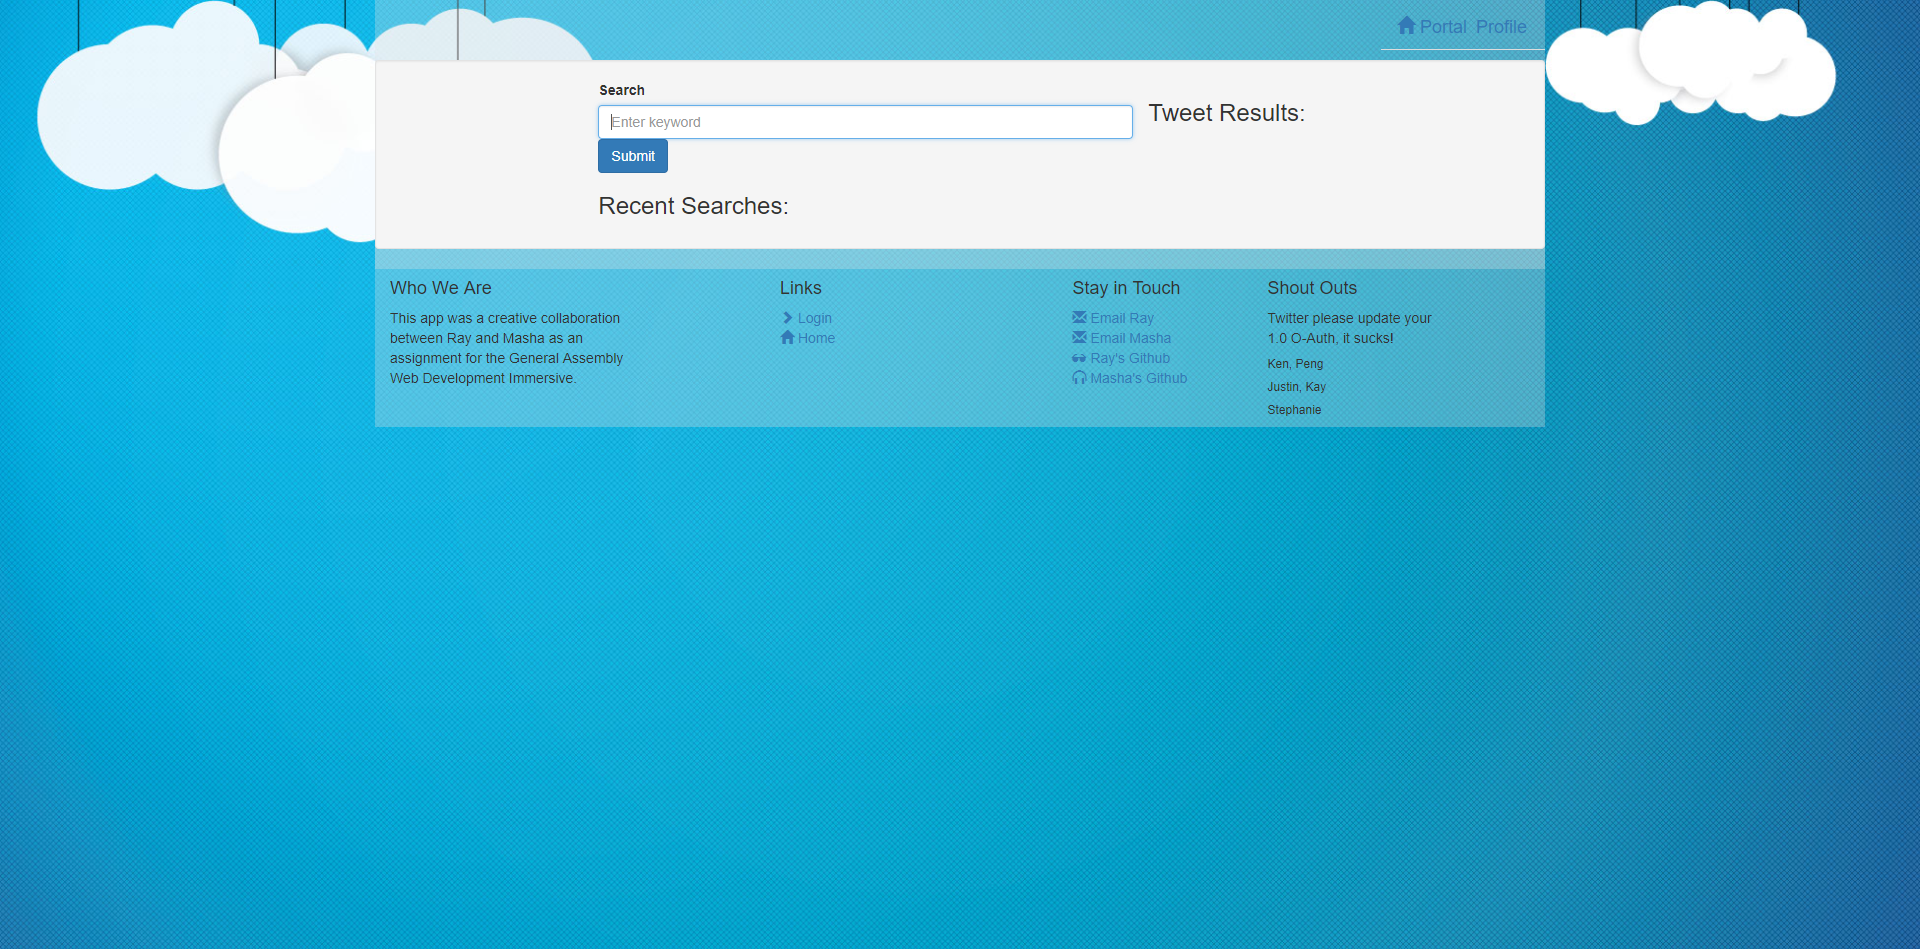 Portal Profile
Search
Enter keyword
Submit
Tweet Results:
Recent Searches:
Who We Are
This app was a creative collaboration
between Ray and Masha as an
assignment for the General Assembly
Web Development Immersive.
Links
Login
Home
Stay in Touch
Email Ray
Email Masha
Ray's Github
Masha's Github
Shout Outs
Twitter please update your
1.0 O-Auth, it sucks!
Ken, Peng
Justin, Kay
Stephanie